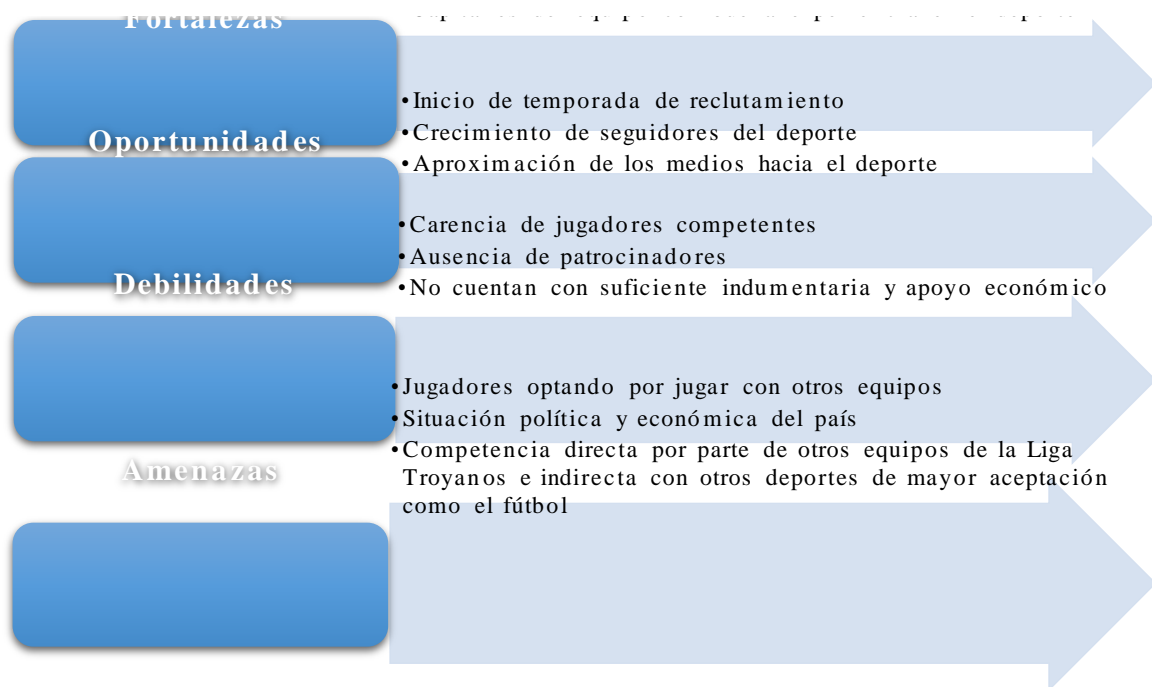 Fortalezas
• Inicio de temporada de reclutamiento
• Crecimiento de seguidores del deporte
• Aproximación de los medios hacia el deporte
Oportunidades
• Carencia de jugadores competentes
• Ausencia de patrocinadores
• No cuentan con suficiente indumentaria y apoyo económico
Debilidades
• Jugadores optando por jugar con otros equipos
• Situación política y económica del país
• Competencia directa por parte de otros equipos de la Liga
Troyanos e indirecta con otros deportes de mayor aceptación
como el fútbol
Amenazas